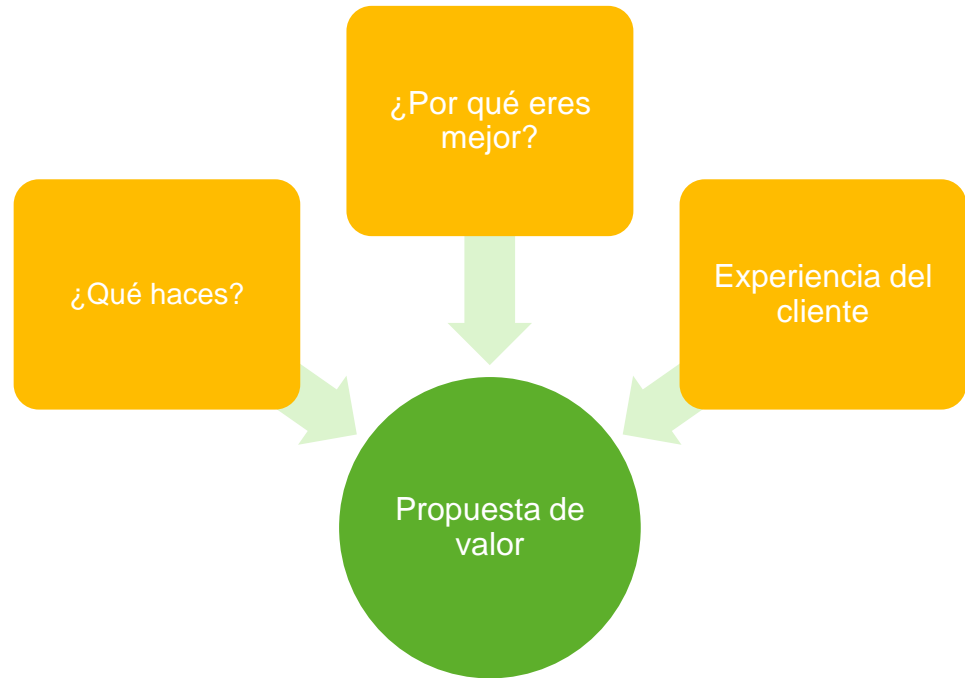 ¿Por qué eres
mejor?
¿Qué haces?
Experiencia del
cliente
Propuesta de
valor